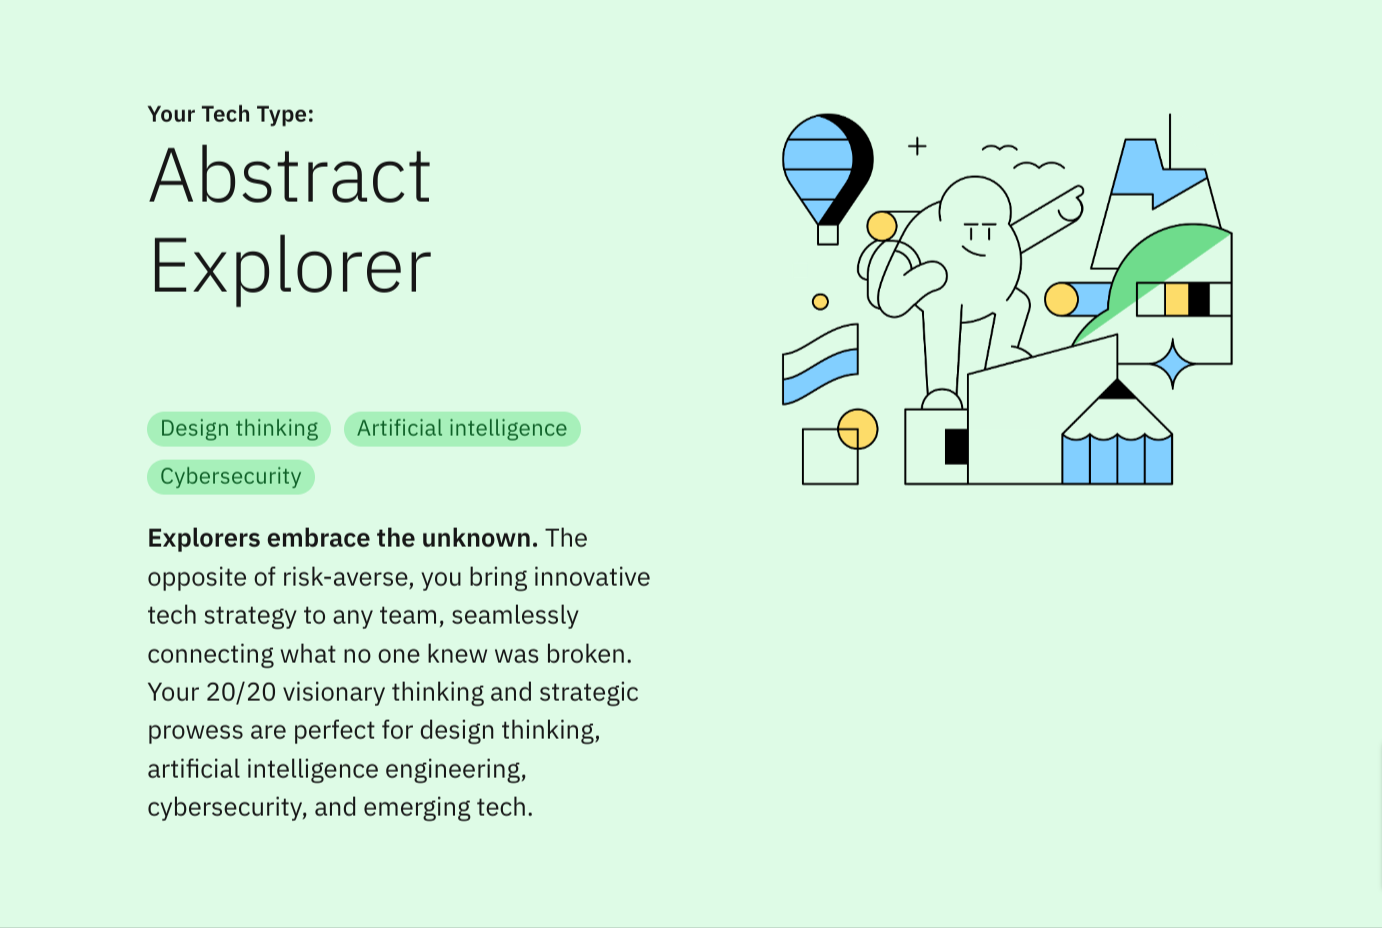 Your Tech Type:
Abstract
Explorer
Design thinking
Artificial intelligence
Cybersecurity
Explorers embrace the unknown. The
opposite of risk-averse, you bring innovative
tech strategy to any team, seamlessly
connecting what no one knew was broken.
Your 20/20 visionary thinking and strategic
prowess are perfect for design thinking,
artificial intelligence engineering,
cybersecurity, and emerging tech.